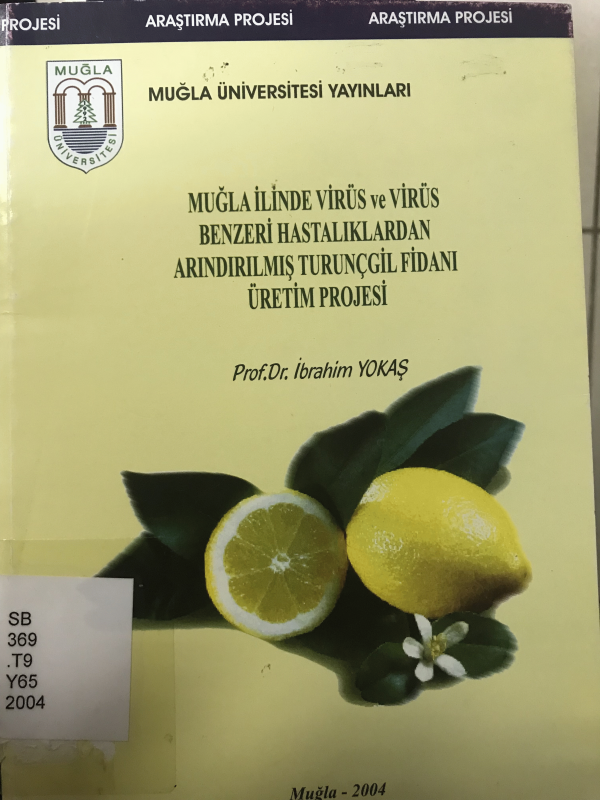 PROJESİ ARAŞTIRMA PROJESİ ARAŞTIRMA PROJESİ
MUĞLA
ÜNİVERSİTESİ
MUĞLA ÜNİVERSİTESİ YAYINLARI
MUĞLA İLİNDE VİRÜS ve VİRÜS
BENZERİ HASTALIKLARDAN
ARINDIRILMIŞ TURUNÇGİL FİDANI
ÜRETİM PROJESİ
Prof.Dr. İbrahim YOKAŞ
SB
369
.T9
Y65
2004
Muğla - 2004